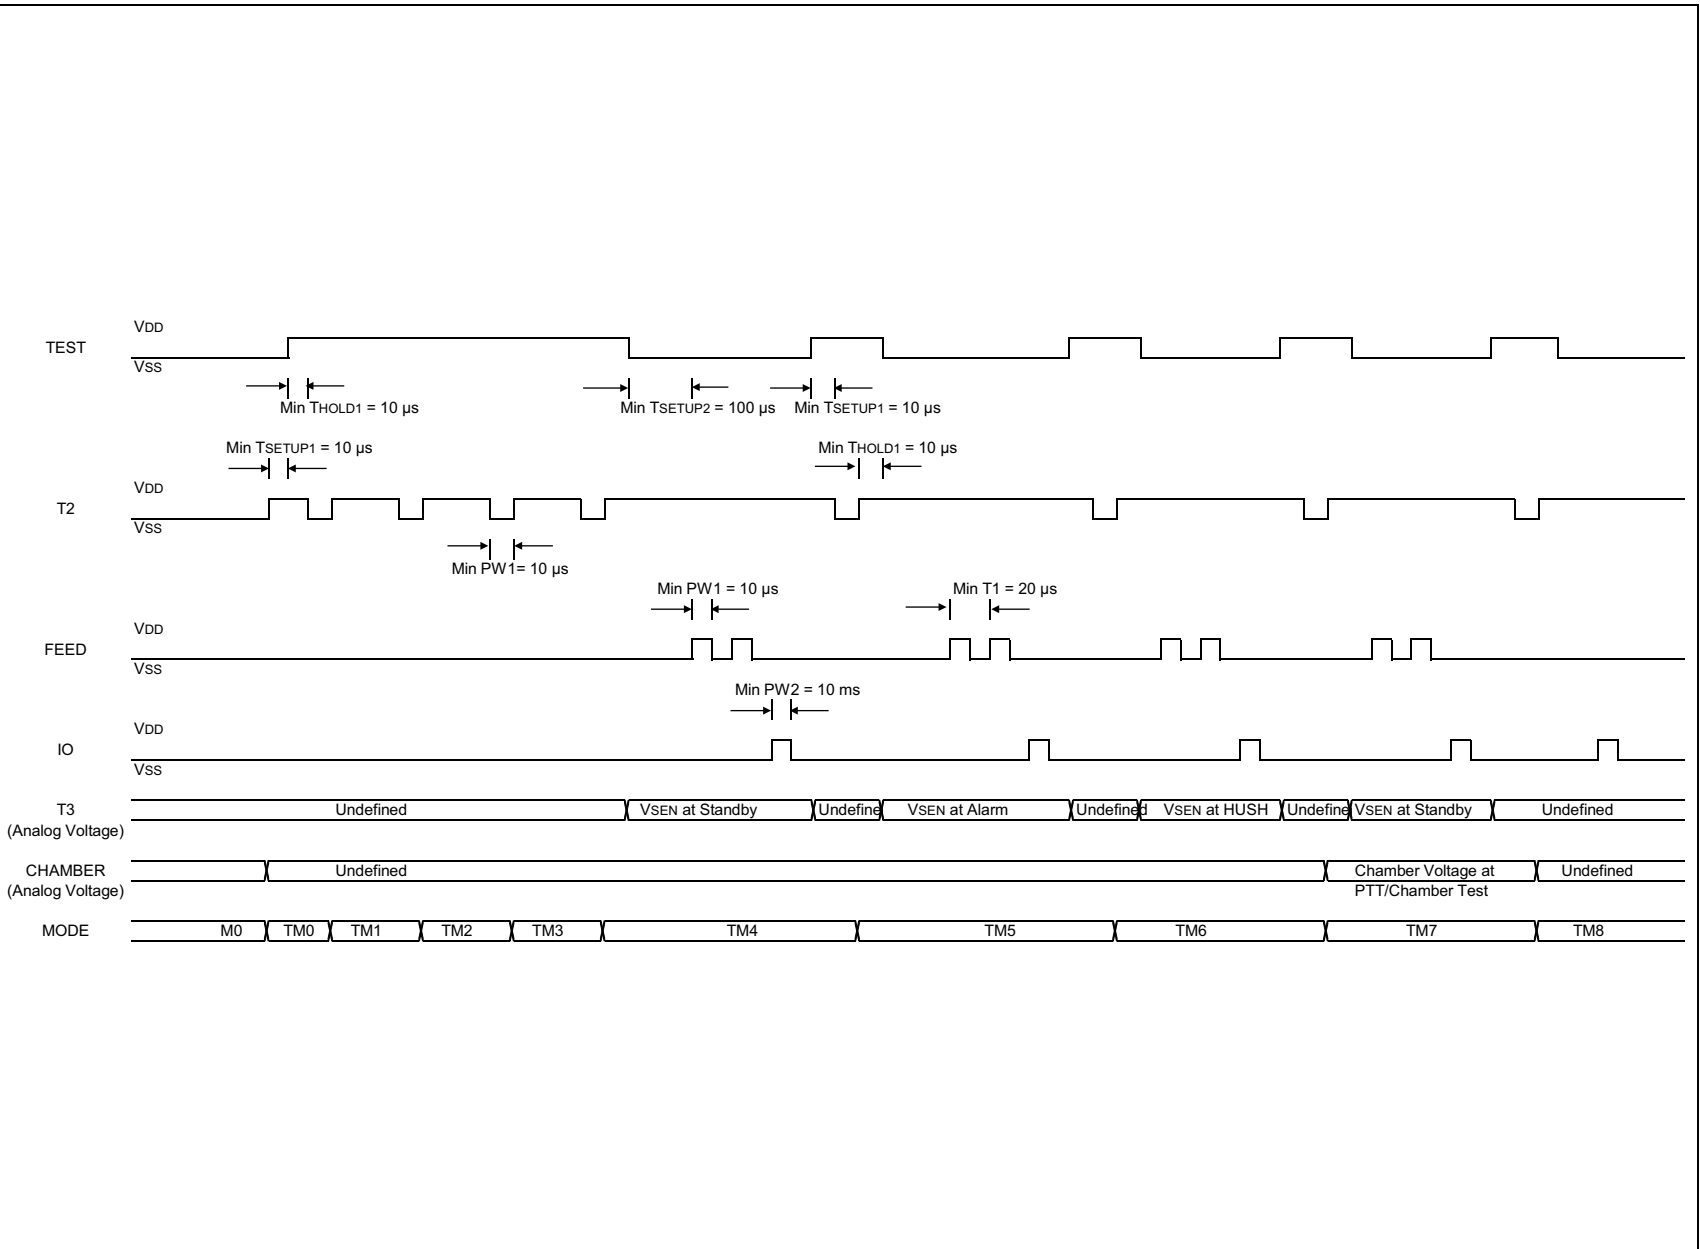 VDD
TEST
VSS
Min THOLD1 = 10 µs
Min TSETUP2 = 100 µs
Min TSETUP1 = 10 µs
Min TSETUP1 = 10 µs
Min THOLD1 = 10 µs
VDD
T2
VSS
Min PW1= 10 µs
Min PW1 = 10 µs
Min T1 = 20 µs
VDD
FEED
VSS
Min PW2 = 10 ms
VDD
IO
VSS
T3 Undefined VSEN at Standby Undefine VSEN at Alarm Undefined VSEN at HUSH Undefine VSEN at Standby Undefined
(Analog Voltage)
CHAMBER Undefined Chamber Voltage at Undefined
(Analog Voltage) PTT/Chamber Test
MODE M0 TM0 TM1 TM2 TM3 TM4 TM5 TM6 TM7 TM8